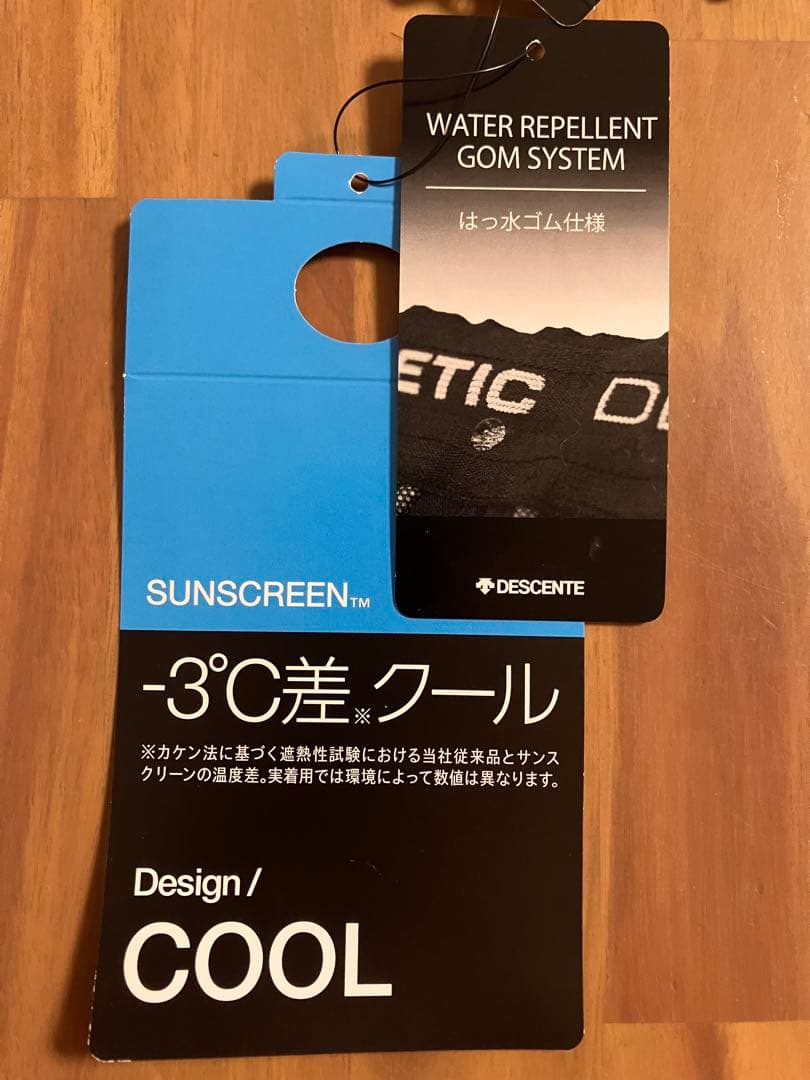 WATER REPELLENT
GOM SYSTEM
はっ水ゴム仕様
ETIC DE
DESCENTE
SUNSCREEN™
-3℃差※クール
※カケン法に基づく遮熱性試験における当社従来品とサンス
クリーンの温度差。実着用では環境によって数値は異なります。
Design /
COOL